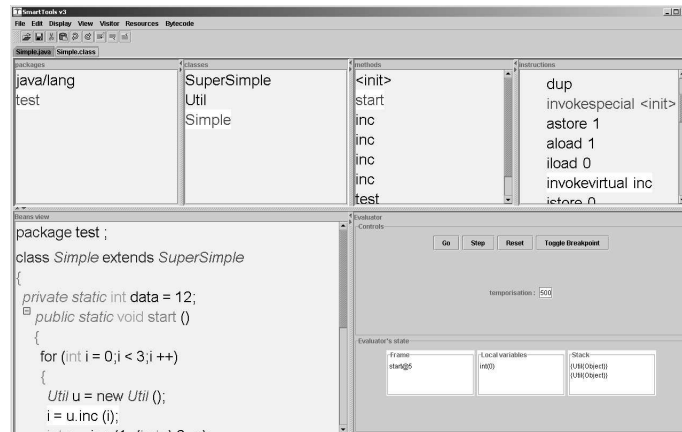 SmartTools v3
File Edit Display View Visitor Resources Bytecode
Simple.java Simple.class
packages
java/lang
test
classes
SuperSimple
Util
Simple
methods
<init>
start
inc
inc
inc
inc
test
instructions
dup
invokespecial <init>
astore 1
aload 1
iload 0
invokevirtual inc
istore 0
Beans view
package test ;
class Simple extends SuperSimple
{
private static int data = 12;
public static void start ()
{
for (int i = 0;i < 3;i ++)
{
Util u = new Util ();
i = u.inc (i);
Evaluator
Controls
Go Step Reset Toggle Breakpoint
temporisation : 500
Evaluator's state
Frame
start@5
Local variables
int(0)
Stack
(Util(Object))
(Util(Object))